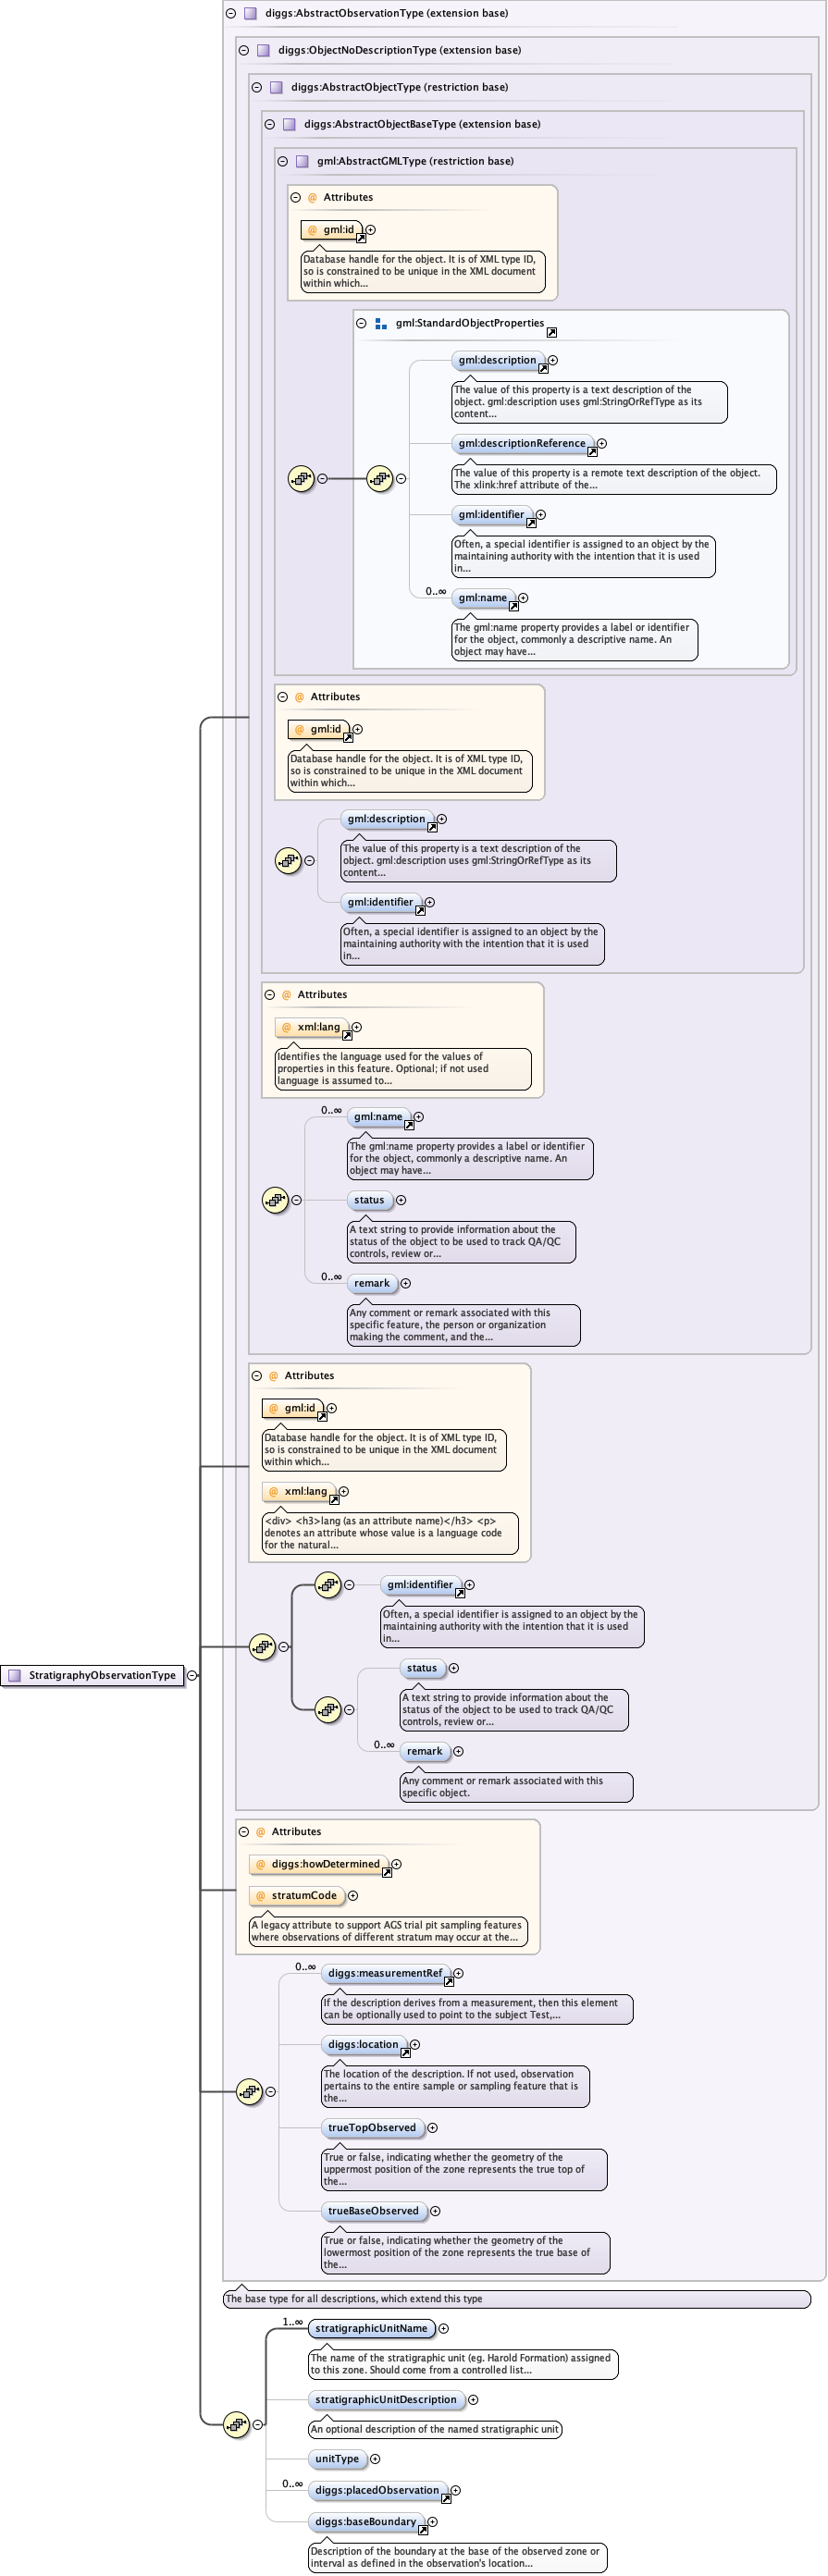 diggs:AbstractObservationType (extension base)
diggs:ObjectNoDescriptionType (extension base)
diggs:AbstractObjectType (restriction base)
diggs:AbstractObjectBaseType (extension base)
gml:AbstractGMLType (restriction base)
@ Attributes
@ gml:id
Database handle for the object. It is of XML type ID,
so is constrained to be unique in the XML document
within which...
gml:StandardObjectProperties
gml:description
The value of this property is a text description of the
object. gml:description uses gml:StringOrRefType as its
content...
gml:descriptionReference
The value of this property is a remote text description of the object.
The xlink:href attribute of the...
gml:identifier
Often, a special identifier is assigned to an object by the
maintaining authority with the intention that it is used
in...
0..∞
gml:name
The gml:name property provides a label or identifier
for the object, commonly a descriptive name. An
object may have...
@ Attributes
@ gml:id
Database handle for the object. It is of XML type ID,
so is constrained to be unique in the XML document
within which...
gml:description
The value of this property is a text description of the
object. gml:description uses gml:StringOrRefType as its
content...
gml:identifier
Often, a special identifier is assigned to an object by the
maintaining authority with the intention that it is used
in...
@ Attributes
@ xml:lang
Identifies the language used for the values of
properties in this feature. Optional; if not used
language is assumed to...
0..∞
gml:name
The gml:name property provides a label or identifier
for the object, commonly a descriptive name. An
object may have...
status
A text string to provide information about the
status of the object to be used to track QA/QC
controls, review or...
0..∞
remark
Any comment or remark associated with this
specific feature, the person or organization
making the comment, and the...
@ Attributes
@ gml:id
Database handle for the object. It is of XML type ID,
so is constrained to be unique in the XML document
within which...
@ xml:lang
<div> <h3>lang (as an attribute name)</h3> <p>
denotes an attribute whose value is a language code
for the natural...
gml:identifier
Often, a special identifier is assigned to an object by the
maintaining authority with the intention that it is used
in...
StratigraphyObservationType
status
A text string to provide information about the
status of the object to be used to track QA/QC
controls, review or...
0..∞
remark
Any comment or remark associated with this
specific object.
@ Attributes
@ diggs:howDetermined
@ stratumCode
A legacy attribute to support AGS trial pit sampling features
where observations of different stratum may occur at the...
0..∞
diggs:measurementRef
If the description derives from a measurement, then this element
can be optionally used to point to the subject Test,...
diggs:location
The location of the description. If not used, observation
pertains to the entire sample or sampling feature that is
the...
trueTopObserved
True or false, indicating whether the geometry of the
uppermost position of the zone represents the true top of
the...
trueBaseObserved
True or false, indicating whether the geometry of the
lowermost position of the zone represents the true base of
the...
The base type for all descriptions, which extend this type
1..∞
stratigraphicUnitName
The name of the stratigraphic unit (eg. Harold Formation) assigned
to this zone. Should come from a controlled list...
stratigraphicUnitDescription
An optional description of the named stratigraphic unit
unitType
0..∞
diggs:placedObservation
diggs:baseBoundary
Description of the boundary at the base of the observed zone or
interval as defined in the observation's location...